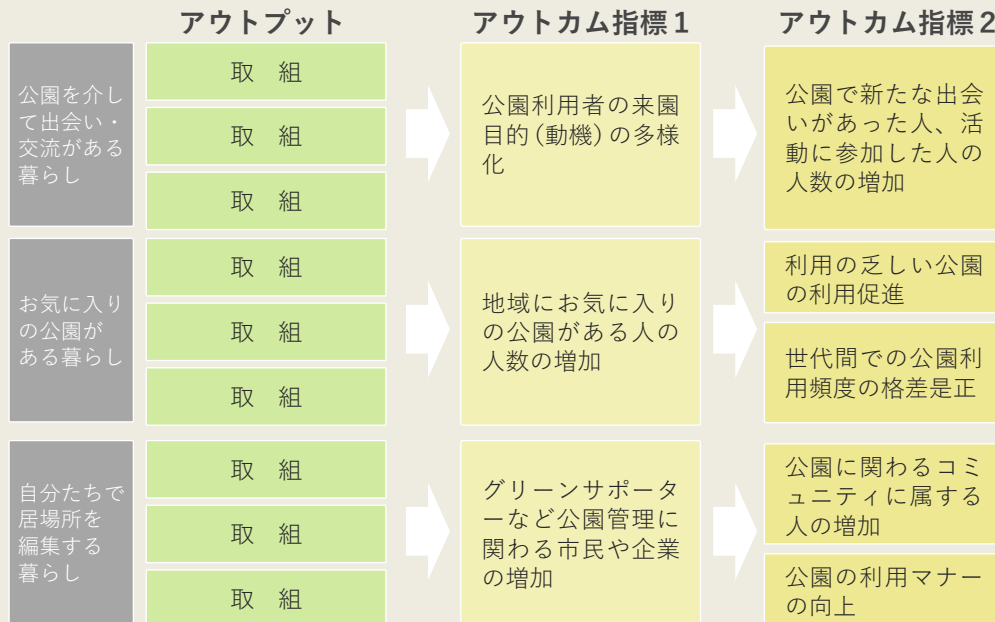 アウトプット
アウトカム指標1
アウトカム指標2
公園を介し
て出会い・
交流がある
暮らし
取　組
取　組
取　組
公園利用者の来園
目的(動機)の多様
化
公園で新たな出会
いがあった人、活
動に参加した人の
人数の増加
お気に入り
の公園が
ある暮らし
取　組
取　組
取　組
地域にお気に入り
の公園がある人の
人数の増加
利用の乏しい公園
の利用促進
世代間での公園利
用頻度の格差是正
自分たちで
居場所を
編集する
暮らし
取　組
取　組
取　組
グリーンサポータ
ーなど公園管理に
関わる市民や企業
の増加
公園に関わるコミ
ュニティに属する
人の増加
公園の利用マナー
の向上